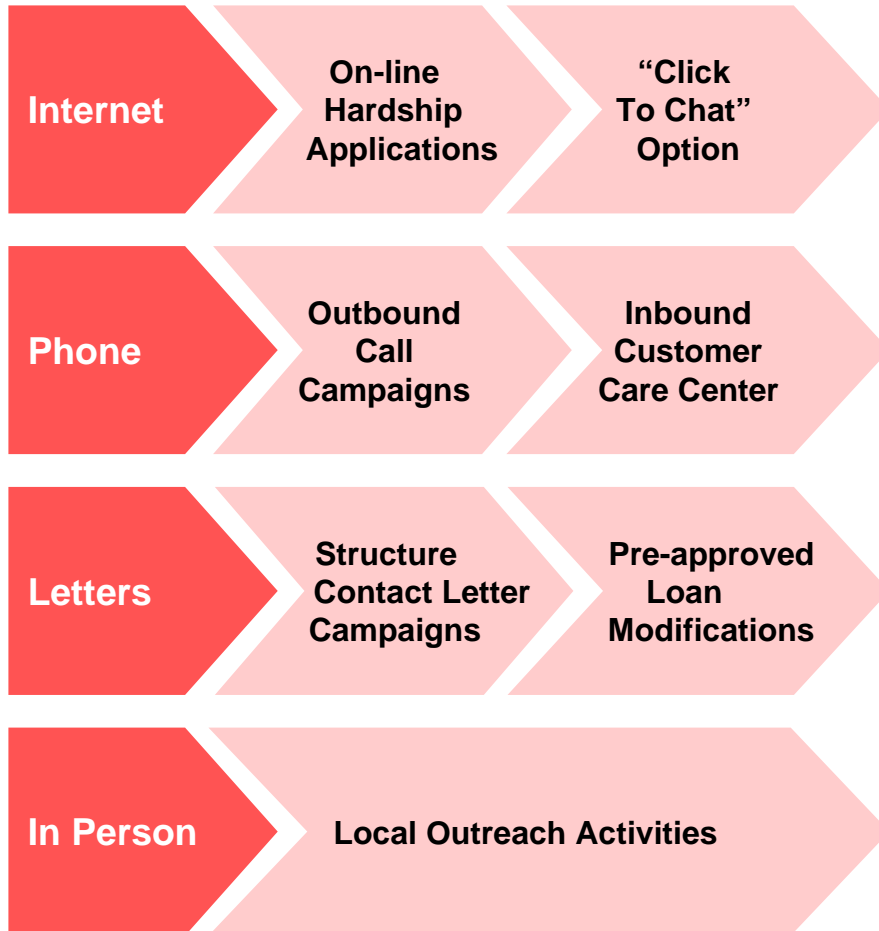 Internet
On-line
Hardship
Applications
“Click
To Chat”
Option
Phone
Outbound
Call
Campaigns
Inbound
Customer
Care Center
Letters
Structure
Contact Letter
Campaigns
Pre-approved
Loan
Modifications
In Person
Local Outreach Activities